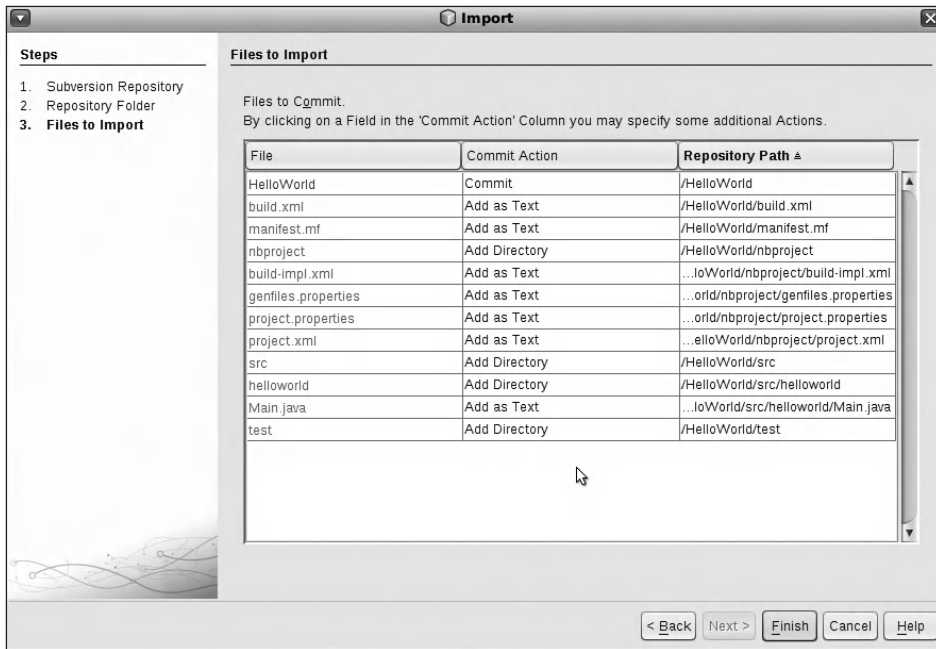 Import
Steps
1. Subversion Repository
2. Repository Folder
3. Files to Import
Files to Import
Files to Commit.
By clicking on a Field in the 'Commit Action' Column you may specify some additional Actions.
File Commit Action Repository Path
HelloWorld Commit /HelloWorld
build.xml Add as Text /HelloWorld/build.xml
manifest.mf Add as Text /HelloWorld/manifest.mf
nbproject Add Directory /HelloWorld/nbproject
build-impl.xml Add as Text ...loWorld/nbproject/build-impl.xml
genfiles.properties Add as Text ...orld/nbproject/genfiles.properties
project.properties Add as Text ...orld/nbproject/project.properties
project.xml Add as Text ...elloWorld/nbproject/project.xml
src Add Directory /HelloWorld/src
helloworld Add Directory /HelloWorld/src/helloworld
Main.java Add as Text ...loWorld/src/helloworld/Main.java
test Add Directory /HelloWorld/test
< Back Next > Finish Cancel Help